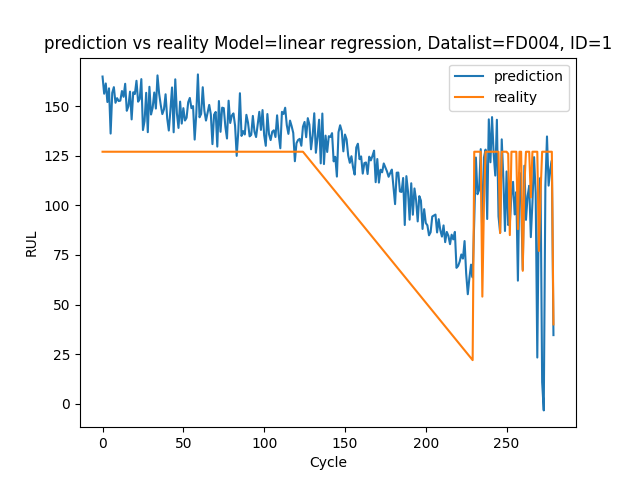 prediction vs reality Model=linear regression, Datalist=FD004, ID=1
prediction
reality
150
125
100
75
50
25
0
RUL
0 50 100 150 200 250
Cycle